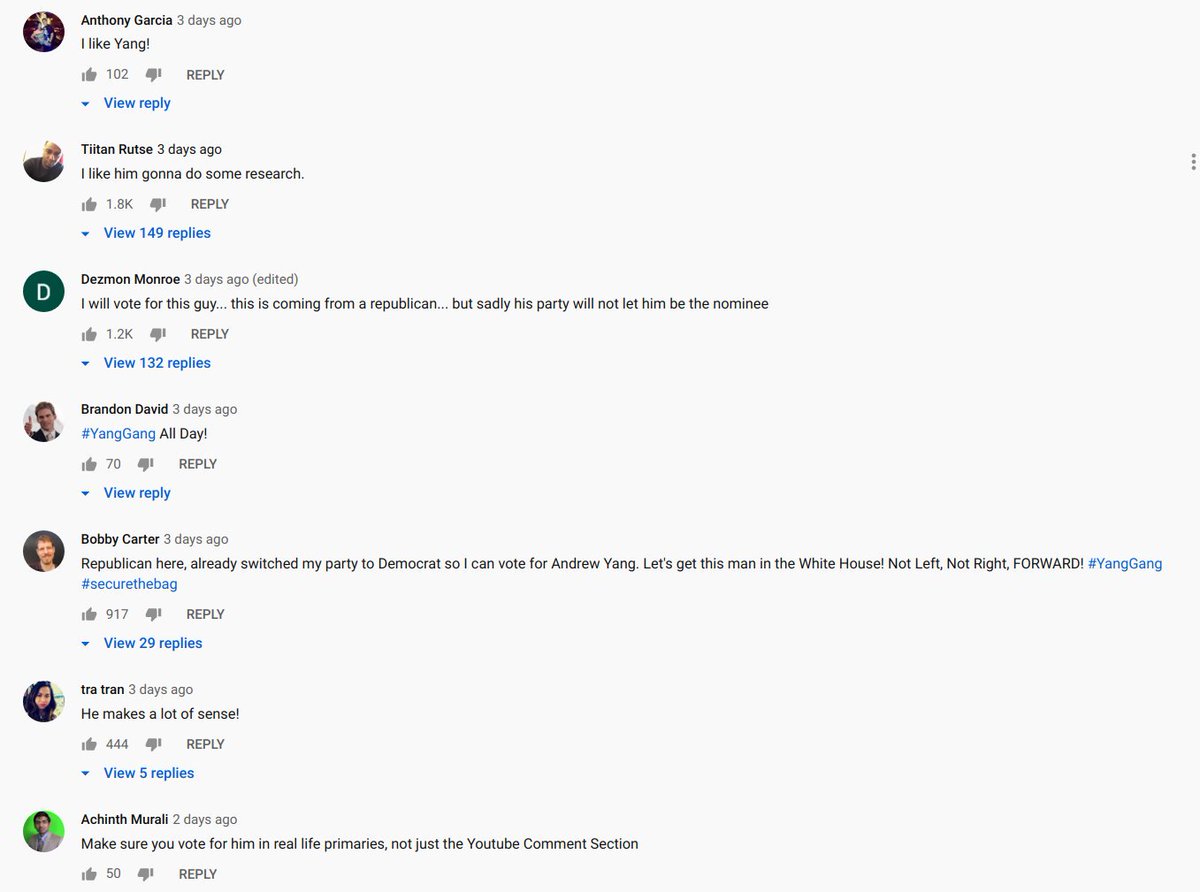 Anthony Garcia 3 days ago
I like Yang!
102 REPLY
View reply
Tiitan Rutse 3 days ago
I like him gonna do some research.
1.8K REPLY
View 149 replies
D
Dezmon Monroe 3 days ago (edited)
I will vote for this guy... this is coming from a republican... but sadly his party will not let him be the nominee
1.2K REPLY
View 132 replies
Brandon David 3 days ago
#YangGang All Day!
70 REPLY
View reply
Bobby Carter 3 days ago
Republican here, already switched my party to Democrat so I can vote for Andrew Yang. Let's get this man in the White House! Not Left, Not Right, FORWARD! #YangGang
#securethebag
917 REPLY
View 29 replies
tra tran 3 days ago
He makes a lot of sense!
444 REPLY
View 5 replies
Achinth Murali 2 days ago
Make sure you vote for him in real life primaries, not just the Youtube Comment Section
50 REPLY